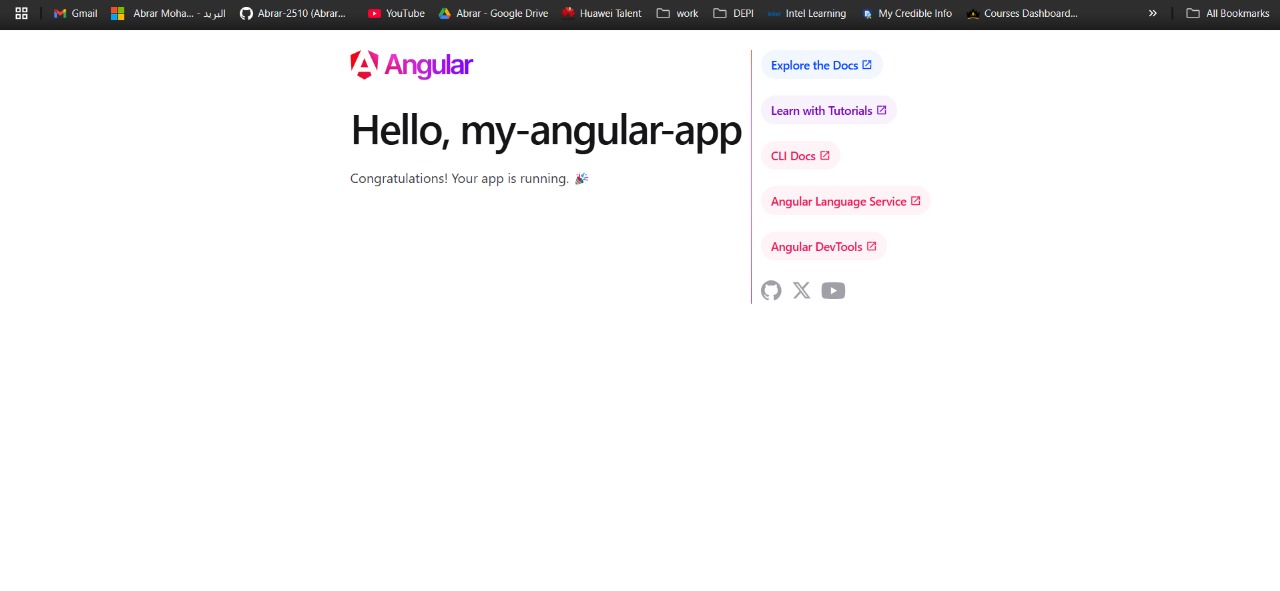 Gmail
Abrar Moha... - البريد
Abrar-2510 (Abrar...
YouTube
Abrar - Google Drive
Huawei Talent
work
DEPI
Intel Learning
My Credible Info
Courses Dashboard...
»
All Bookmarks
Angular
Hello, my-angular-app
Congratulations! Your app is running. 🎉
Explore the Docs
Learn with Tutorials
CLI Docs
Angular Language Service
Angular DevTools